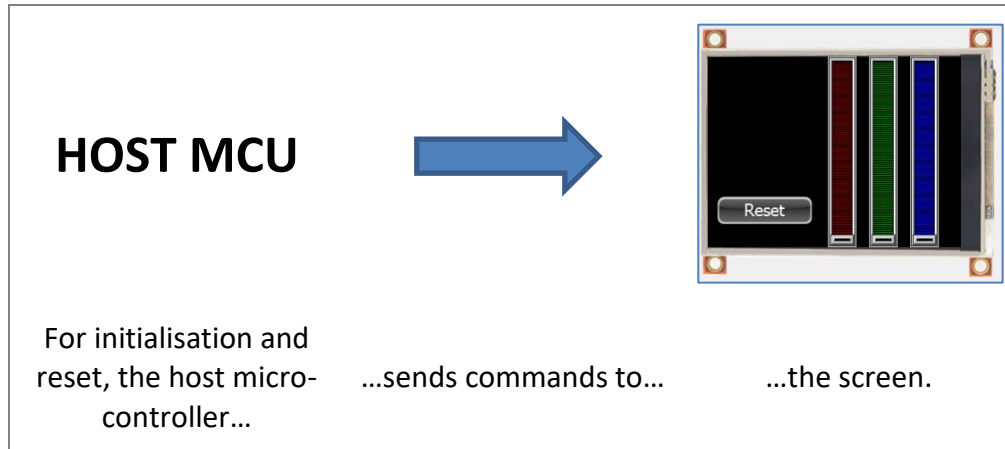 HOST MCU
Reset
For initialisation and
reset, the host micro-
controller…
…sends commands to…
…the screen.